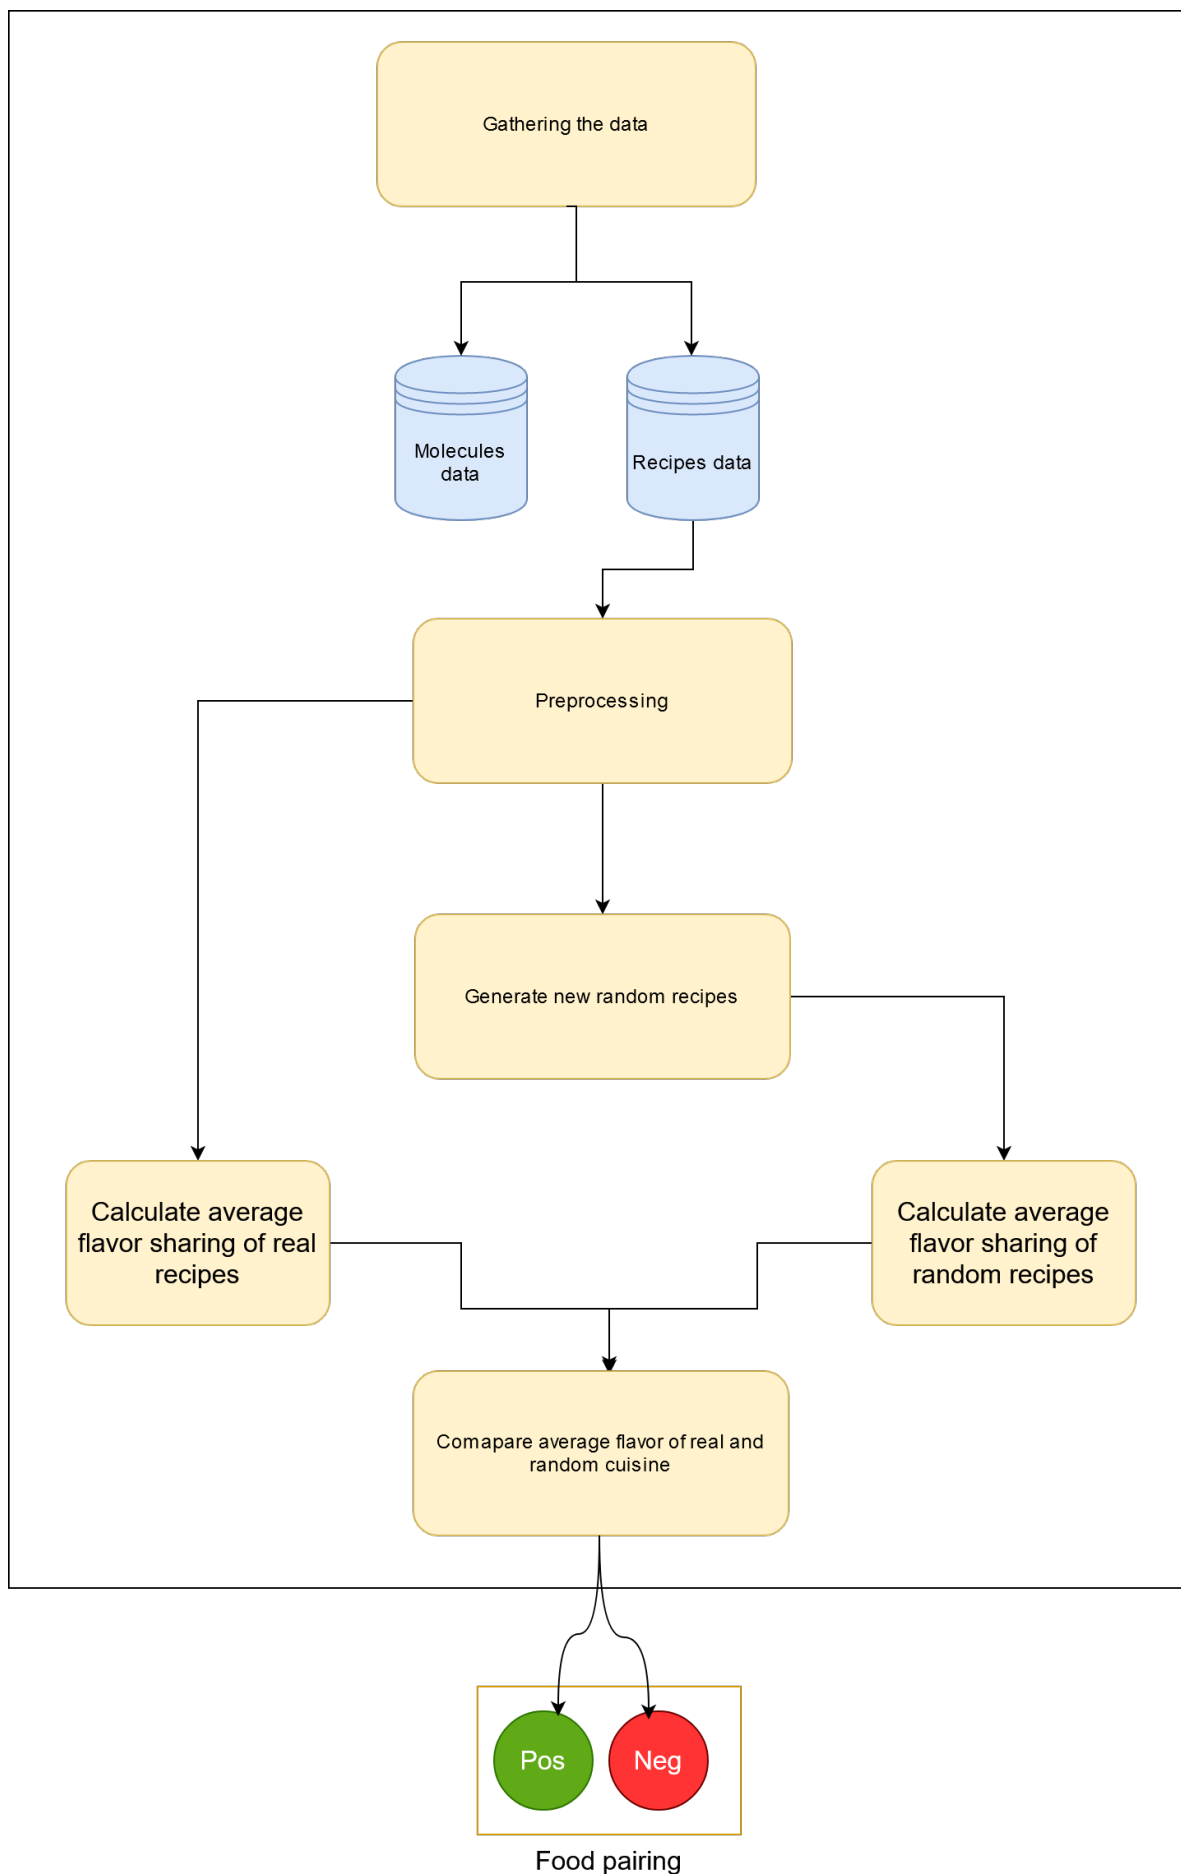 Gathering the data
Molecules
data
Recipes data
Preprocessing
Generate new random recipes
Calculate average
flavor sharing of real
recipes
Calculate average
flavor sharing of
random recipes
Comapare average flavor of real and
random cuisine
Pos
Neg
Food pairing